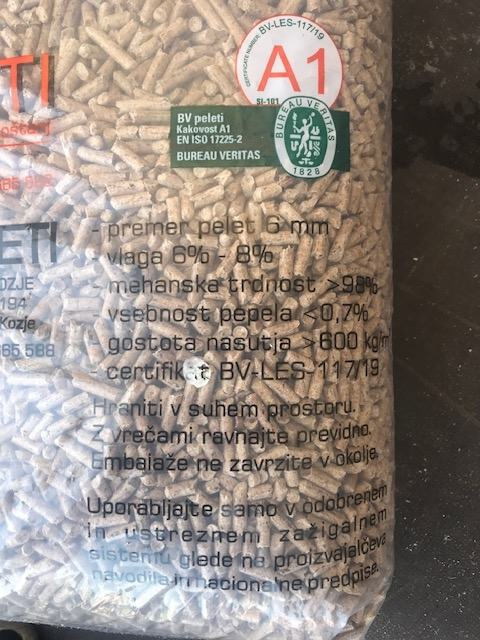 TI
CERTIFICATE NUMBER: BV-LES-117/19
A1
SI-101
BV peleti
Kakovost A1
EN ISO 17225-2
BUREAU VERITAS
BUREAU VERITAS
1828
ETI
OZJE
194
Kozje
365 588
- premer pelet 6 mm
- vlaga 6% - 8%
- mehanska trdnost >98%
- vsebnost pepela <0,7%
- gostota nasutja >600 kg/m
- certifikat BV-LES-117/19
Hraniti v suhem prostoru.
Z vrečami ravnajte previdno.
Embalaže ne zavrzite v okolje.
Uporabljajte samo v odobrenem
in ustreznem zažigalnem
sistemu glede na proizvajalčeva
navodila in nacionalne predpise.